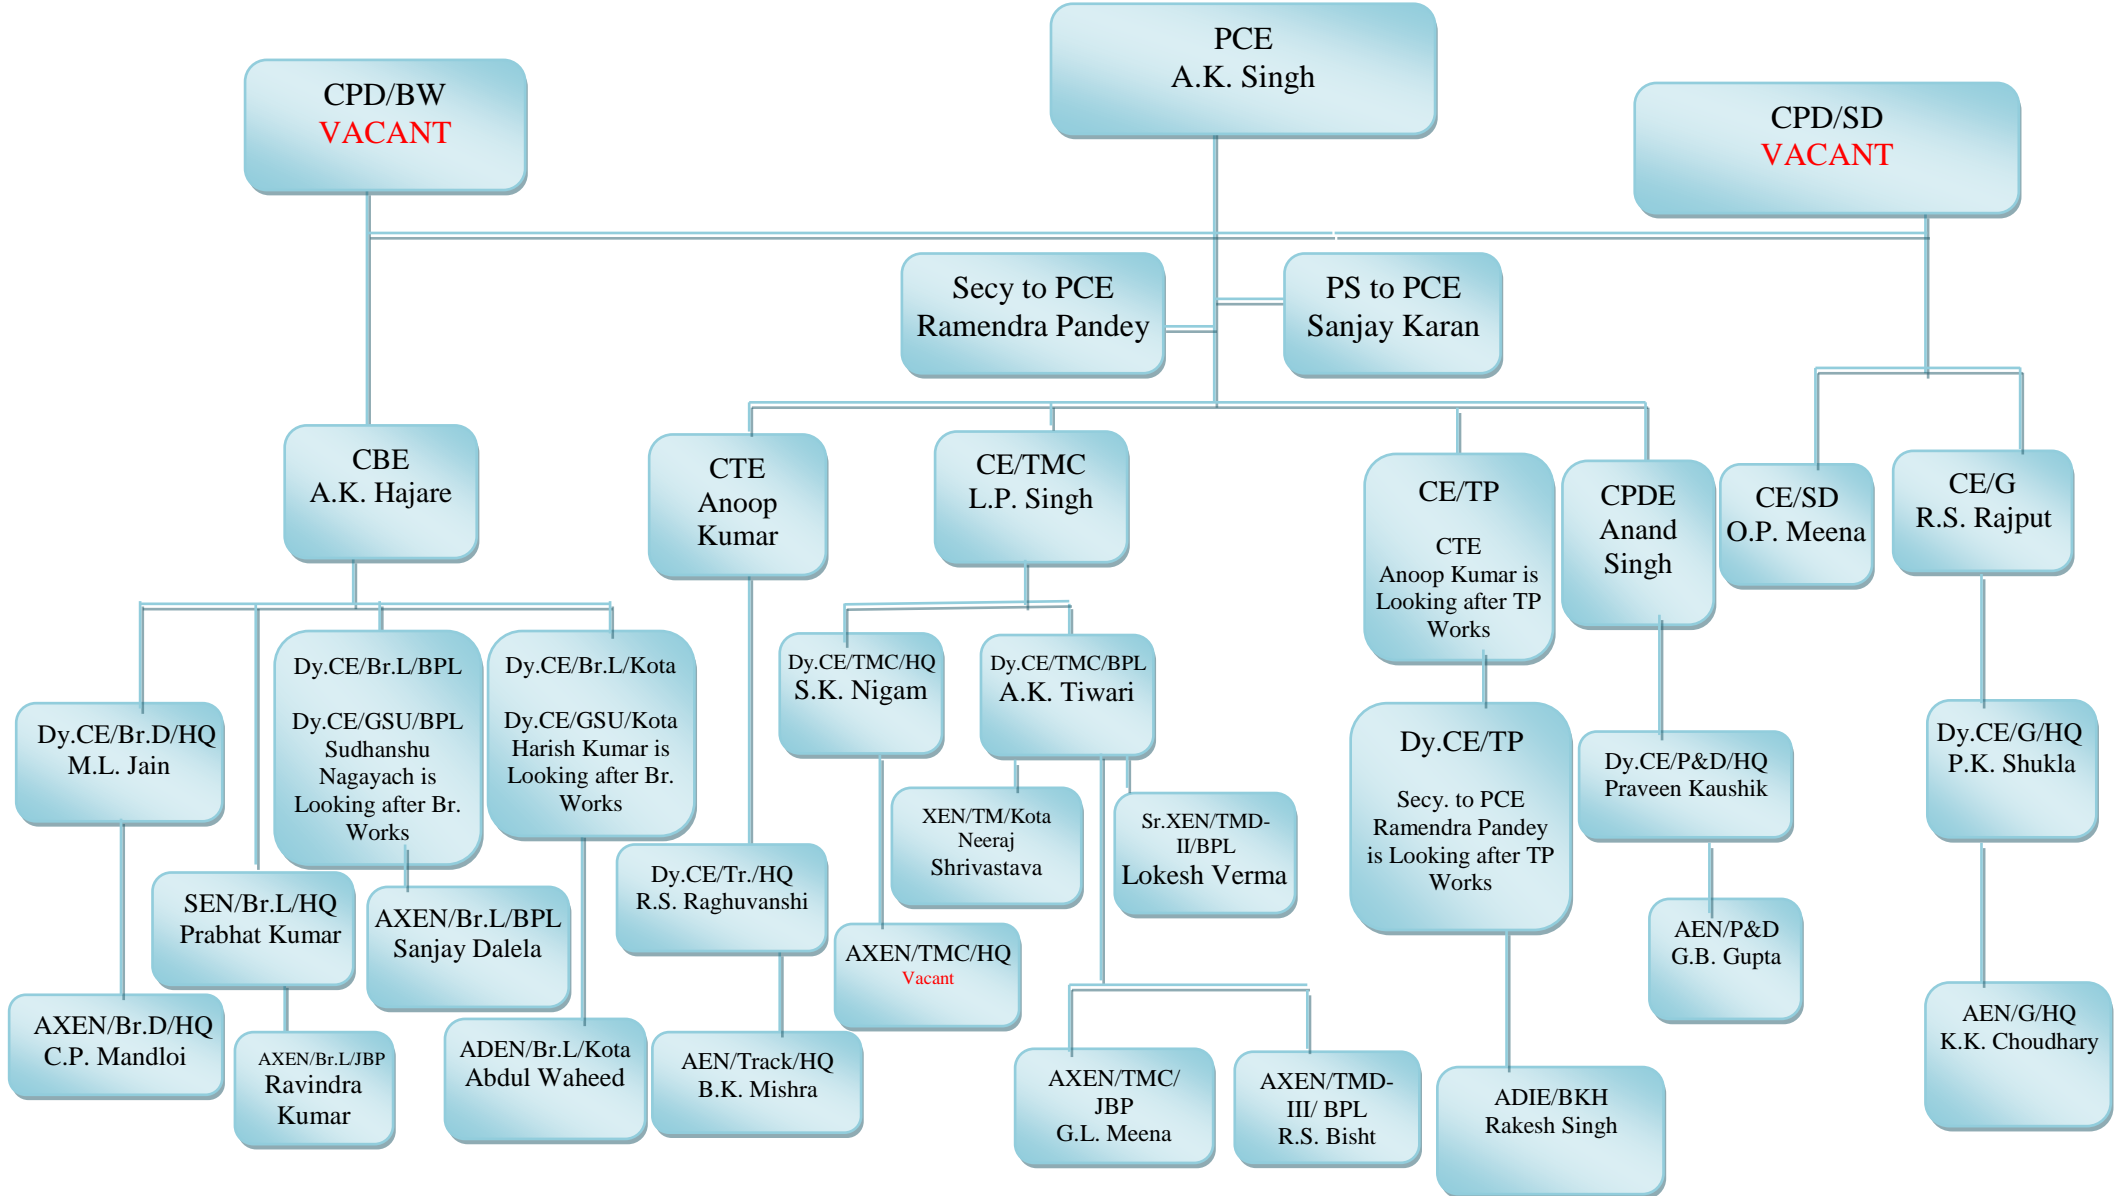 PCE
A.K. Singh
CPD/BW
VACANT
CPD/SD
VACANT
Secy to PCE
Ramendra Pandey
PS to PCE
Sanjay Karan
CBE
A.K. Hajare
CTE
Anoop
Kumar
CE/TMC
L.P. Singh
CE/TP
CTE
Anoop Kumar is
Looking after TP
Works
CPDE
Anand
Singh
CE/SD
O.P. Meena
CE/G
R.S. Rajput
Dy.CE/Br.D/HQ
M.L. Jain
Dy.CE/Br.L/BPL
Dy.CE/GSU/BPL
Sudhanshu
Nagayach is
Looking after Br.
Works
Dy.CE/Br.L/Kota
Dy.CE/GSU/Kota
Harish Kumar is
Looking after Br.
Works
Dy.CE/TMC/HQ
S.K. Nigam
Dy.CE/TMC/BPL
A.K. Tiwari
Dy.CE/TP
Secy. to PCE
Ramendra Pandey
is Looking after TP
Works
Dy.CE/P&D/HQ
Praveen Kaushik
Dy.CE/G/HQ
P.K. Shukla
SEN/Br.L/HQ
Prabhat Kumar
AXEN/Br.L/BPL
Sanjay Dalela
Dy.CE/Tr./HQ
R.S. Raghuvanshi
XEN/TM/Kota
Neeraj
Shrivastava
Sr.XEN/TMD-
II/BPL
Lokesh Verma
AXEN/TMC/HQ
Vacant
AEN/P&D
G.B. Gupta
AXEN/Br.D/HQ
C.P. Mandloi
AXEN/Br.L/JBP
Ravindra
Kumar
ADEN/Br.L/Kota
Abdul Waheed
AEN/Track/HQ
B.K. Mishra
AXEN/TMC/
JBP
G.L. Meena
AXEN/TMD-
III/ BPL
R.S. Bisht
ADIE/BKH
Rakesh Singh
AEN/G/HQ
K.K. Choudhary